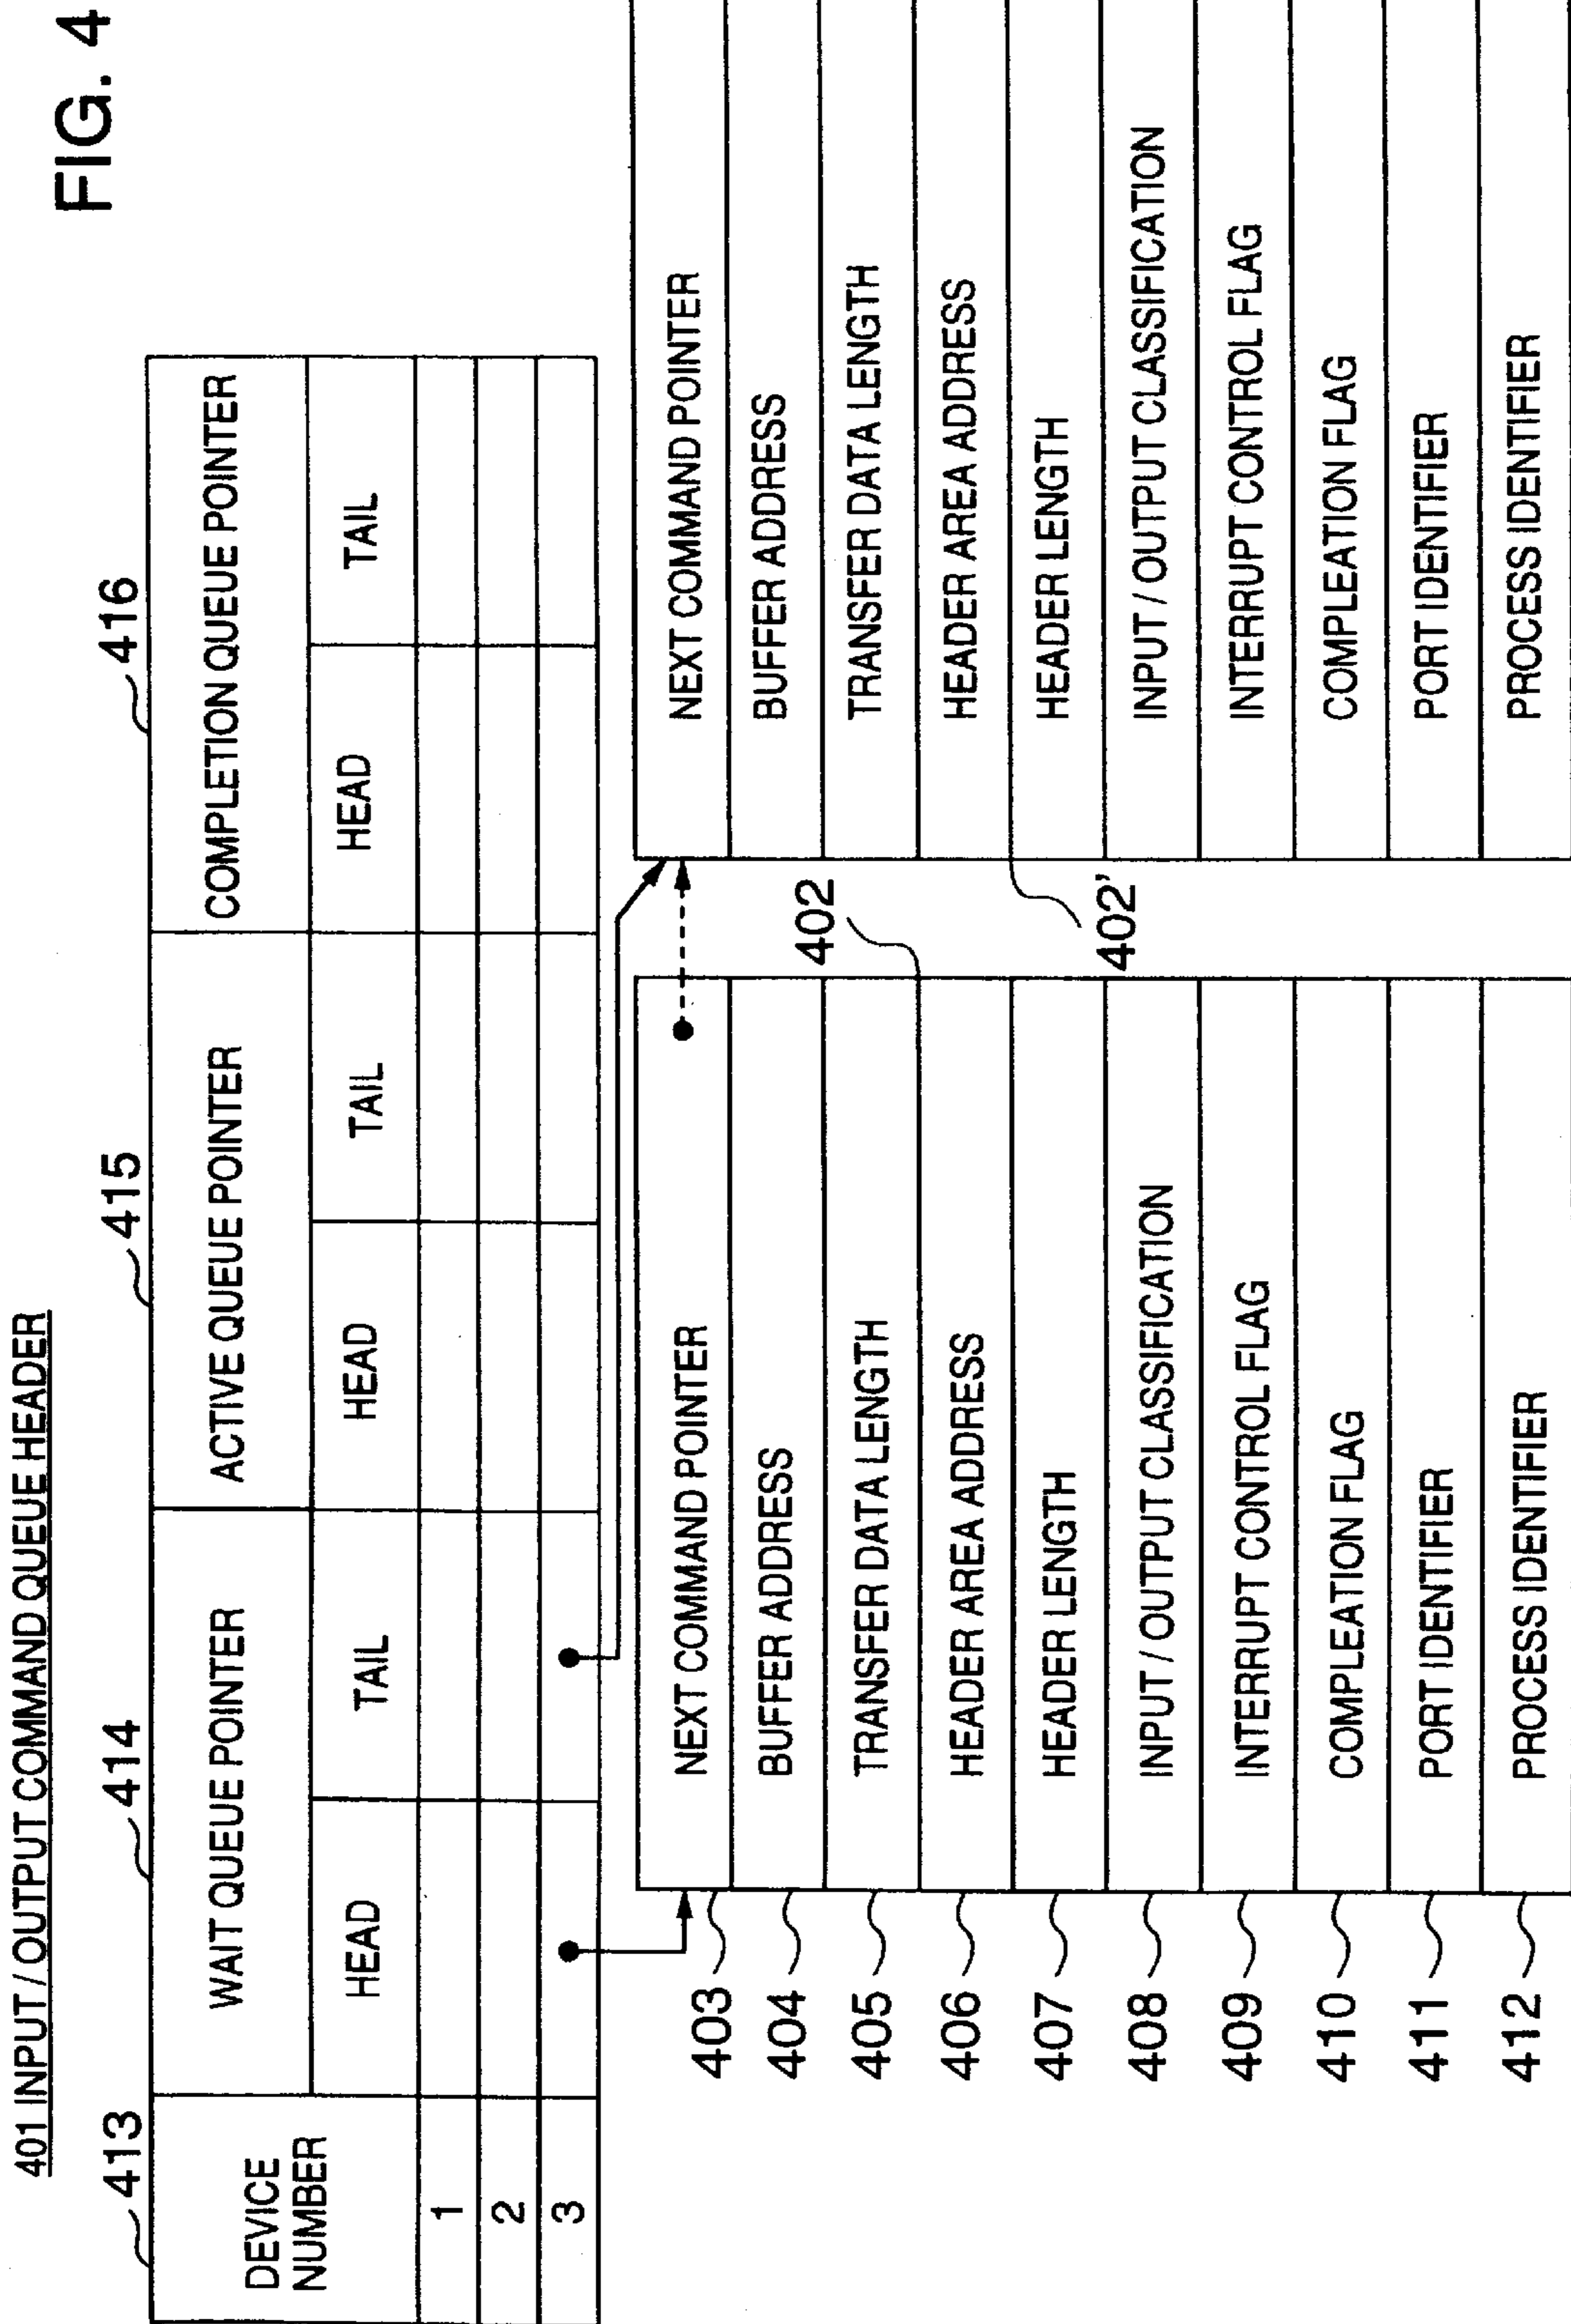 FIG. 4
401 INPUT / OUTPUT COMMAND QUEUE HEADER
413
414
415
416
DEVICE
NUMBER
WAIT QUEUE POINTER
ACTIVE QUEUE POINTER
COMPLETION QUEUE POINTER
HEAD
TAIL
HEAD
TAIL
HEAD
TAIL
1
2
3
403
NEXT COMMAND POINTER
404
BUFFER ADDRESS
405
TRANSFER DATA LENGTH
406
HEADER AREA ADDRESS
407
HEADER LENGTH
408
INPUT / OUTPUT CLASSIFICATION
409
INTERRUPT CONTROL FLAG
410
COMPLEATION FLAG
411
PORT IDENTIFIER
412
PROCESS IDENTIFIER
402
402'
NEXT COMMAND POINTER
BUFFER ADDRESS
TRANSFER DATA LENGTH
HEADER AREA ADDRESS
HEADER LENGTH
INPUT / OUTPUT CLASSIFICATION
INTERRUPT CONTROL FLAG
COMPLEATION FLAG
PORT IDENTIFIER
PROCESS IDENTIFIER